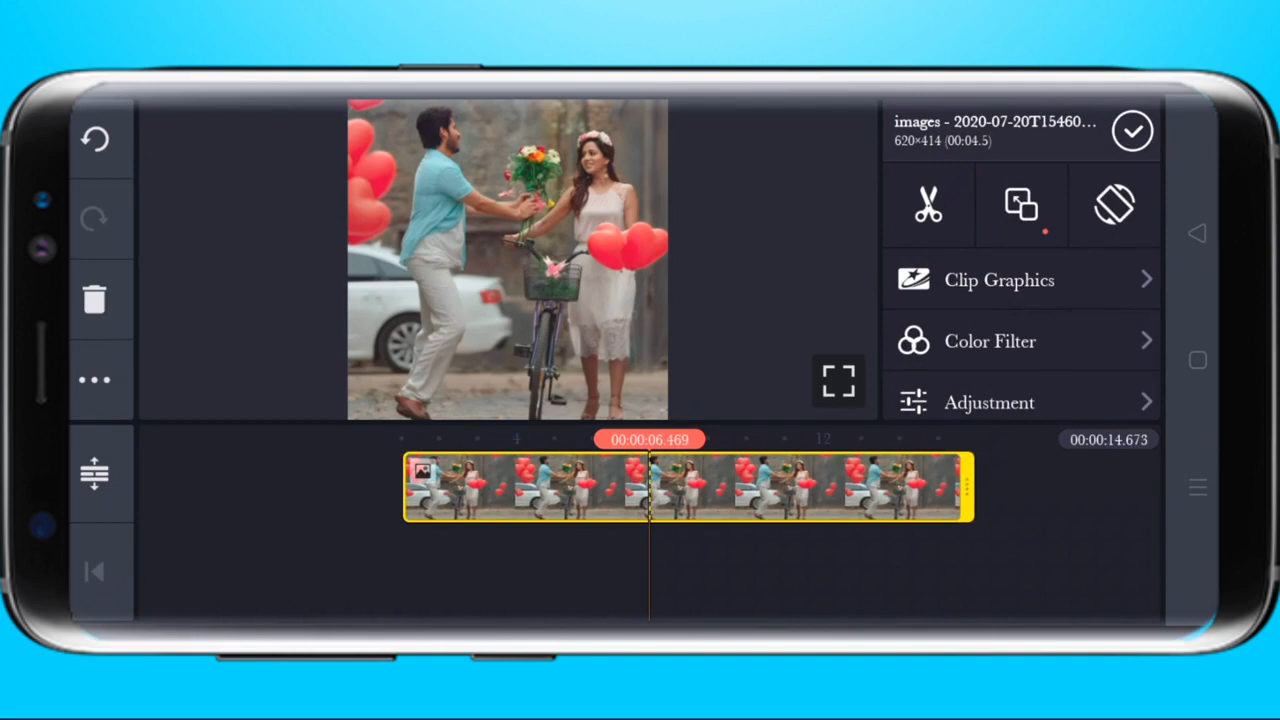 images - 2020-07-20T15460...
620×414 (00:04.5)
Clip Graphics
Color Filter
Adjustment
4
00:00:06.469
12
00:00:14.673